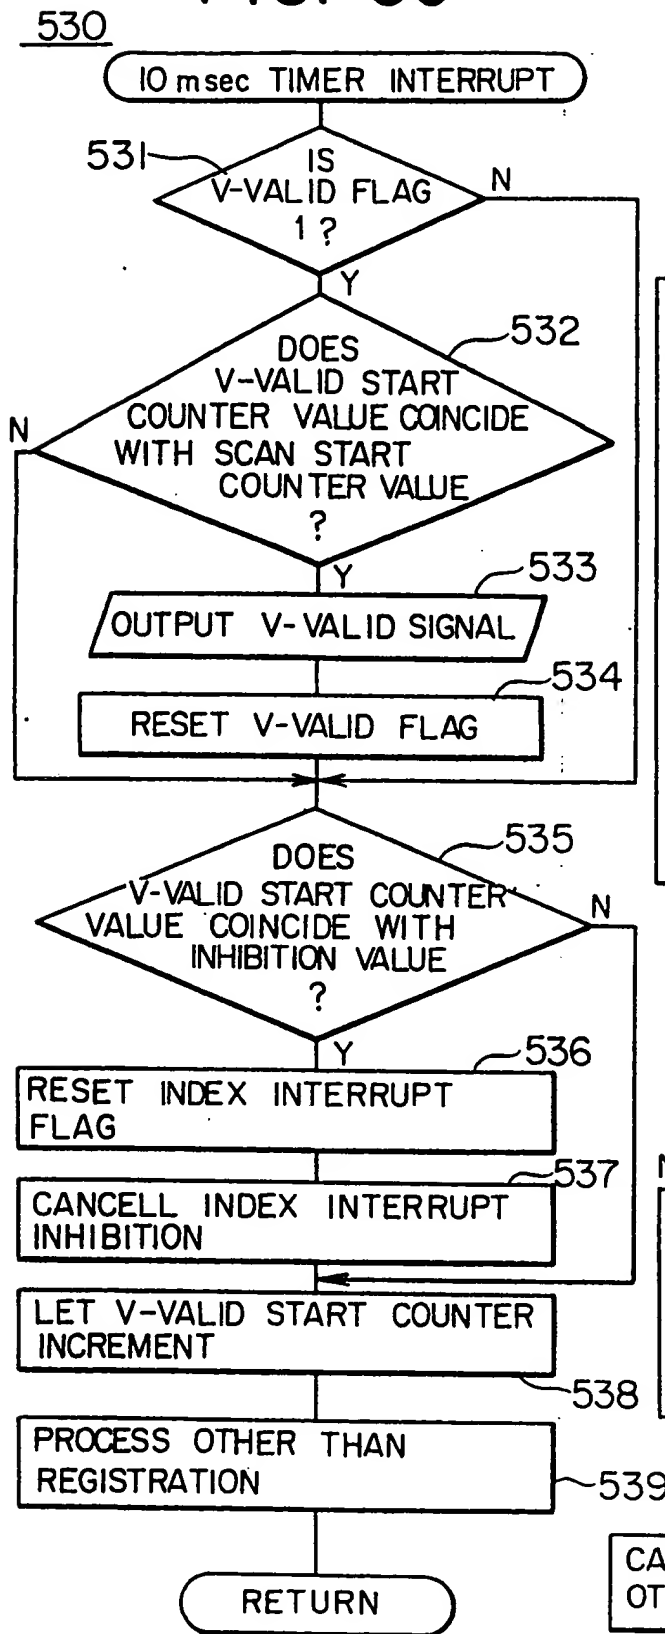 530
10 msec TIMER INTERRUPT
531
IS
V-VALID FLAG
1 ?
N
Y
532
DOES
V-VALID START
COUNTER VALUE COINCIDE
WITH SCAN START
COUNTER VALUE
?
N
Y
533
OUTPUT V-VALID SIGNAL
534
RESET V-VALID FLAG
535
DOES
V-VALID START COUNTER
VALUE COINCIDE WITH
INHIBITION VALUE
?
N
Y
536
RESET INDEX INTERRUPT
FLAG
537
CANCELL INDEX INTERRUPT
INHIBITION
N
LET V-VALID START COUNTER
INCREMENT
538
PROCESS OTHER THAN
REGISTRATION
539
CA
OT
RETURN